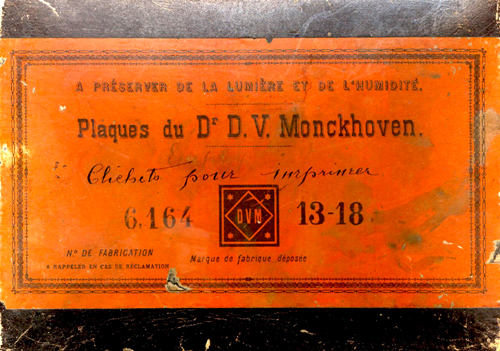 A PRÉSERVER DE LA LUMIÈRE ET DE L'HUMIDITÉ.
Plaques du Dr D.V. Monckhoven.
Clichets pour imprimer
6,164
DVM
13-18
No DE FABRICATION
A RAPPELER EN CAS DE RÉCLAMATION
Marque de fabrique déposée